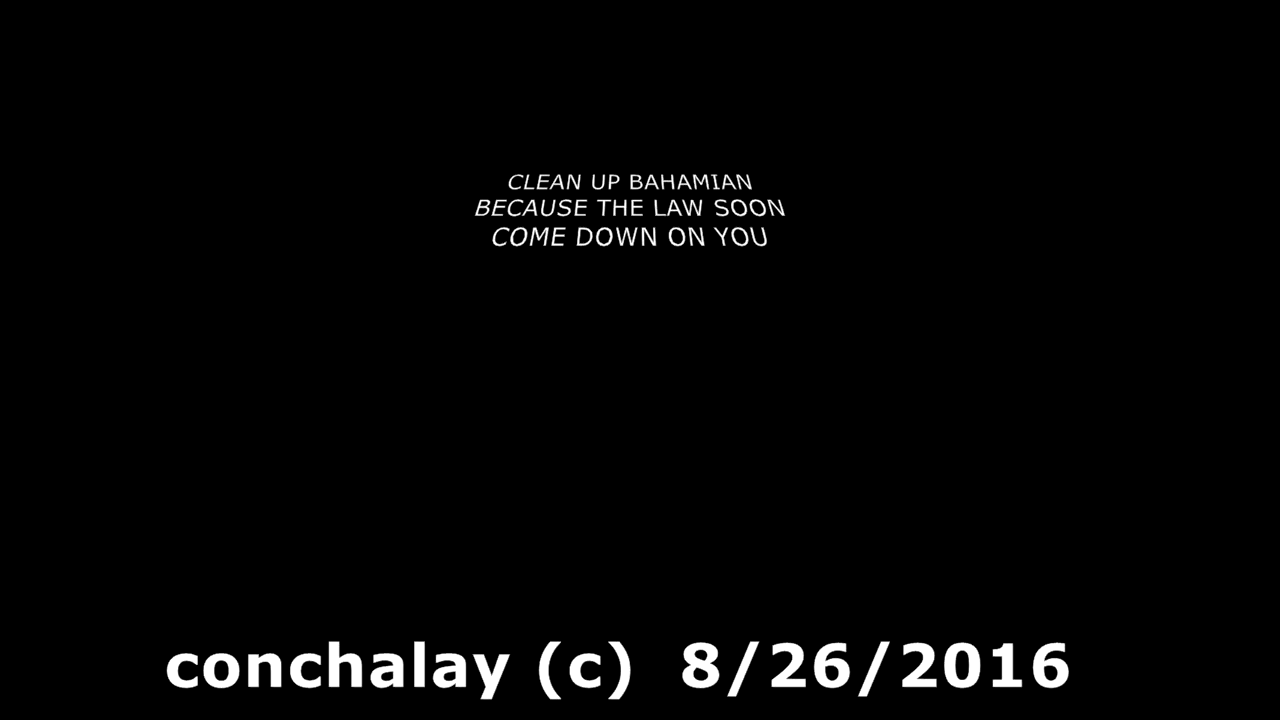 CLEAN UP BAHAMIAN
BECAUSE THE LAW SOON
COME DOWN ON YOU
conchalay (c) 8/26/2016